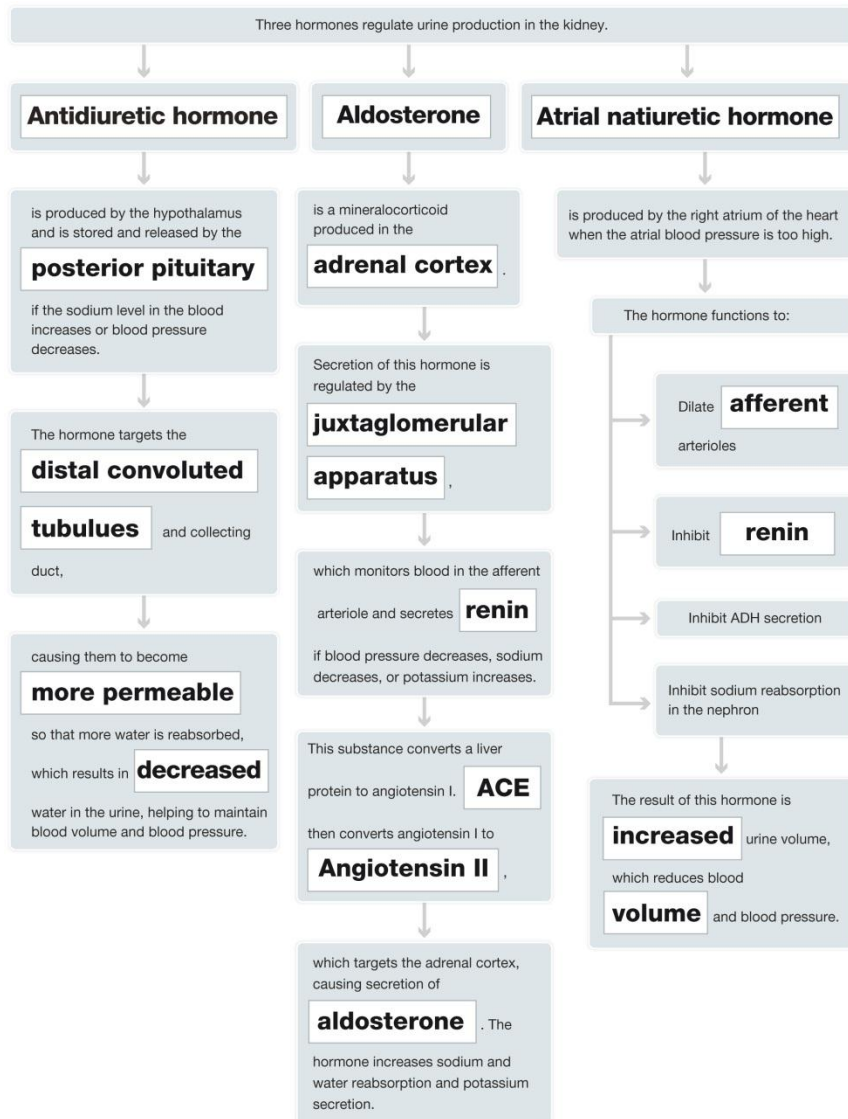 Three hormones regulate urine production in the kidney.
Antidiuretic hormone
is produced by the hypothalamus
and is stored and released by the
posterior pituitary
if the sodium level in the blood
increases or blood pressure
decreases.
The hormone targets the
distal convoluted
tubulues and collecting
duct,
causing them to become
more permeable
so that more water is reabsorbed,
which results in decreased
water in the urine, helping to maintain
blood volume and blood pressure.
Aldosterone
is a mineralocorticoid
produced in the
adrenal cortex .
Secretion of this hormone is
regulated by the
juxtaglomerular
apparatus ,
which monitors blood in the afferent
arteriole and secretes renin
if blood pressure decreases, sodium
decreases, or potassium increases.
This substance converts a liver
protein to angiotensin I. ACE
then converts angiotensin I to
Angiotensin II ,
which targets the adrenal cortex,
causing secretion of
aldosterone . The
hormone increases sodium and
water reabsorption and potassium
secretion.
Atrial natiuretic hormone
is produced by the right atrium of the heart
when the atrial blood pressure is too high.
The hormone functions to:
Dilate afferent
arterioles
Inhibit renin
Inhibit ADH secretion
Inhibit sodium reabsorption
in the nephron
The result of this hormone is
increased urine volume,
which reduces blood
volume and blood pressure.